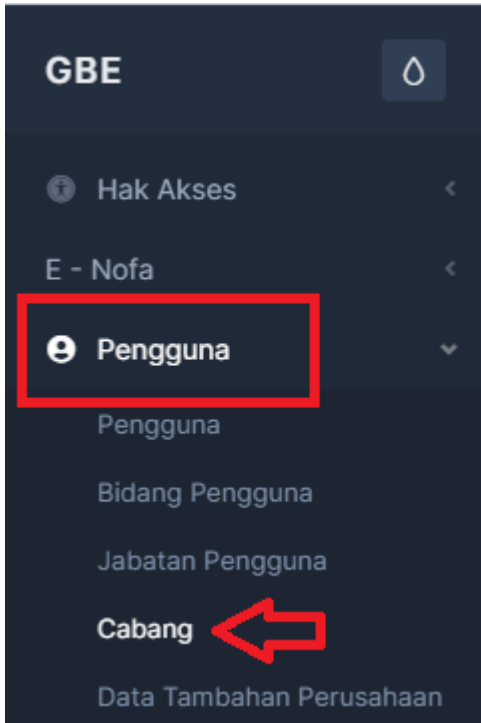 GBE
Hak Akses
E - Nofa
Pengguna
Pengguna
Bidang Pengguna
Jabatan Pengguna
Cabang
Data Tambahan Perusahaan